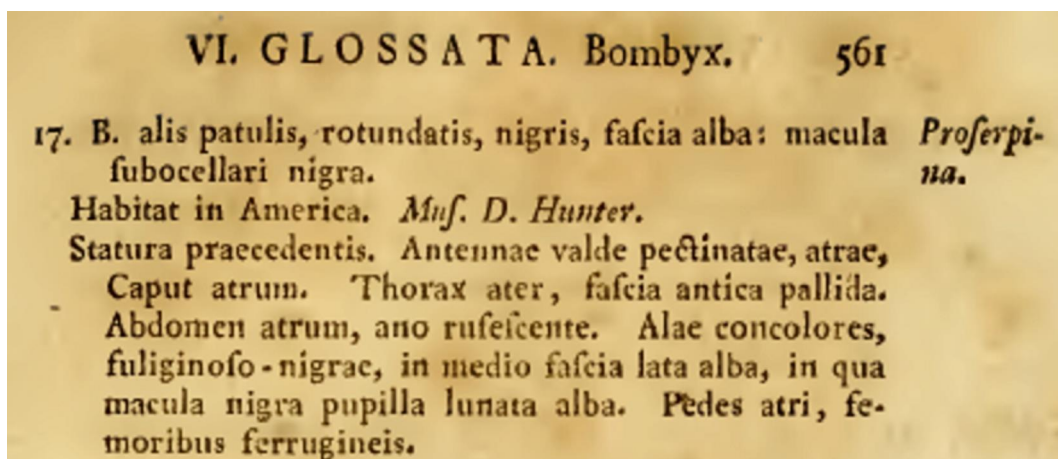 VI. GLOSSATA. Bombyx. 561
17. B. alis patulis, rotundatis, nigris, faſcia alba: macula Proſerpi-
ſubocellari nigra. na.
Habitat in America. Muſ. D. Hunter.
Statura praecedentis. Antennae valde pectinatae, atrae,
Caput atrum. Thorax ater, faſcia antica pallida.
Abdomen atrum, ano rufeſcente. Alae concolores,
fuliginoſo-nigrae, in medio faſcia lata alba, in qua
macula nigra pupilla lunata alba. Pedes atri, fe-
moribus ferrugineis.